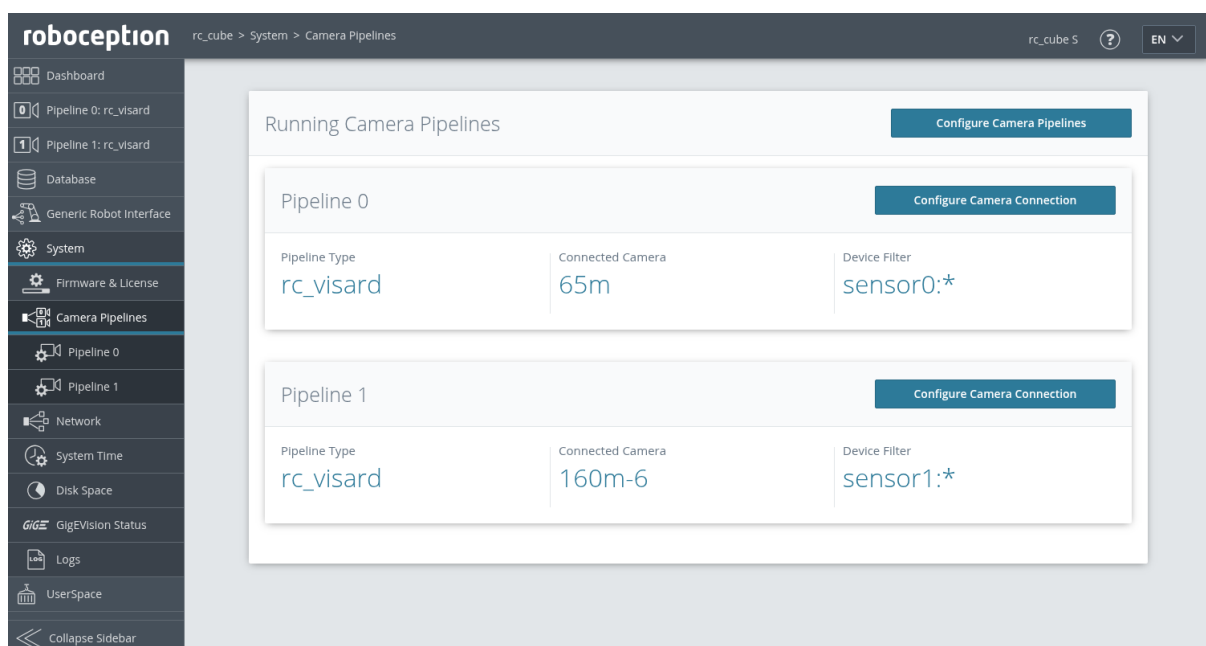 roboception
rc_cube > System > Camera Pipelines
rc_cube S
?
EN
Dashboard
0
Pipeline 0: rc_visard
1
Pipeline 1: rc_visard
Database
Generic Robot Interface
System
Firmware & License
0
1
Camera Pipelines
Pipeline 0
Pipeline 1
Network
System Time
Disk Space
GiGE GigEVision Status
LOG
Logs
UserSpace
Collapse Sidebar
Running Camera Pipelines
Configure Camera Pipelines
Pipeline 0
Configure Camera Connection
Pipeline Type
Connected Camera
Device Filter
rc_visard
65m
sensor0:*
Pipeline 1
Configure Camera Connection
Pipeline Type
Connected Camera
Device Filter
rc_visard
160m-6
sensor1:*